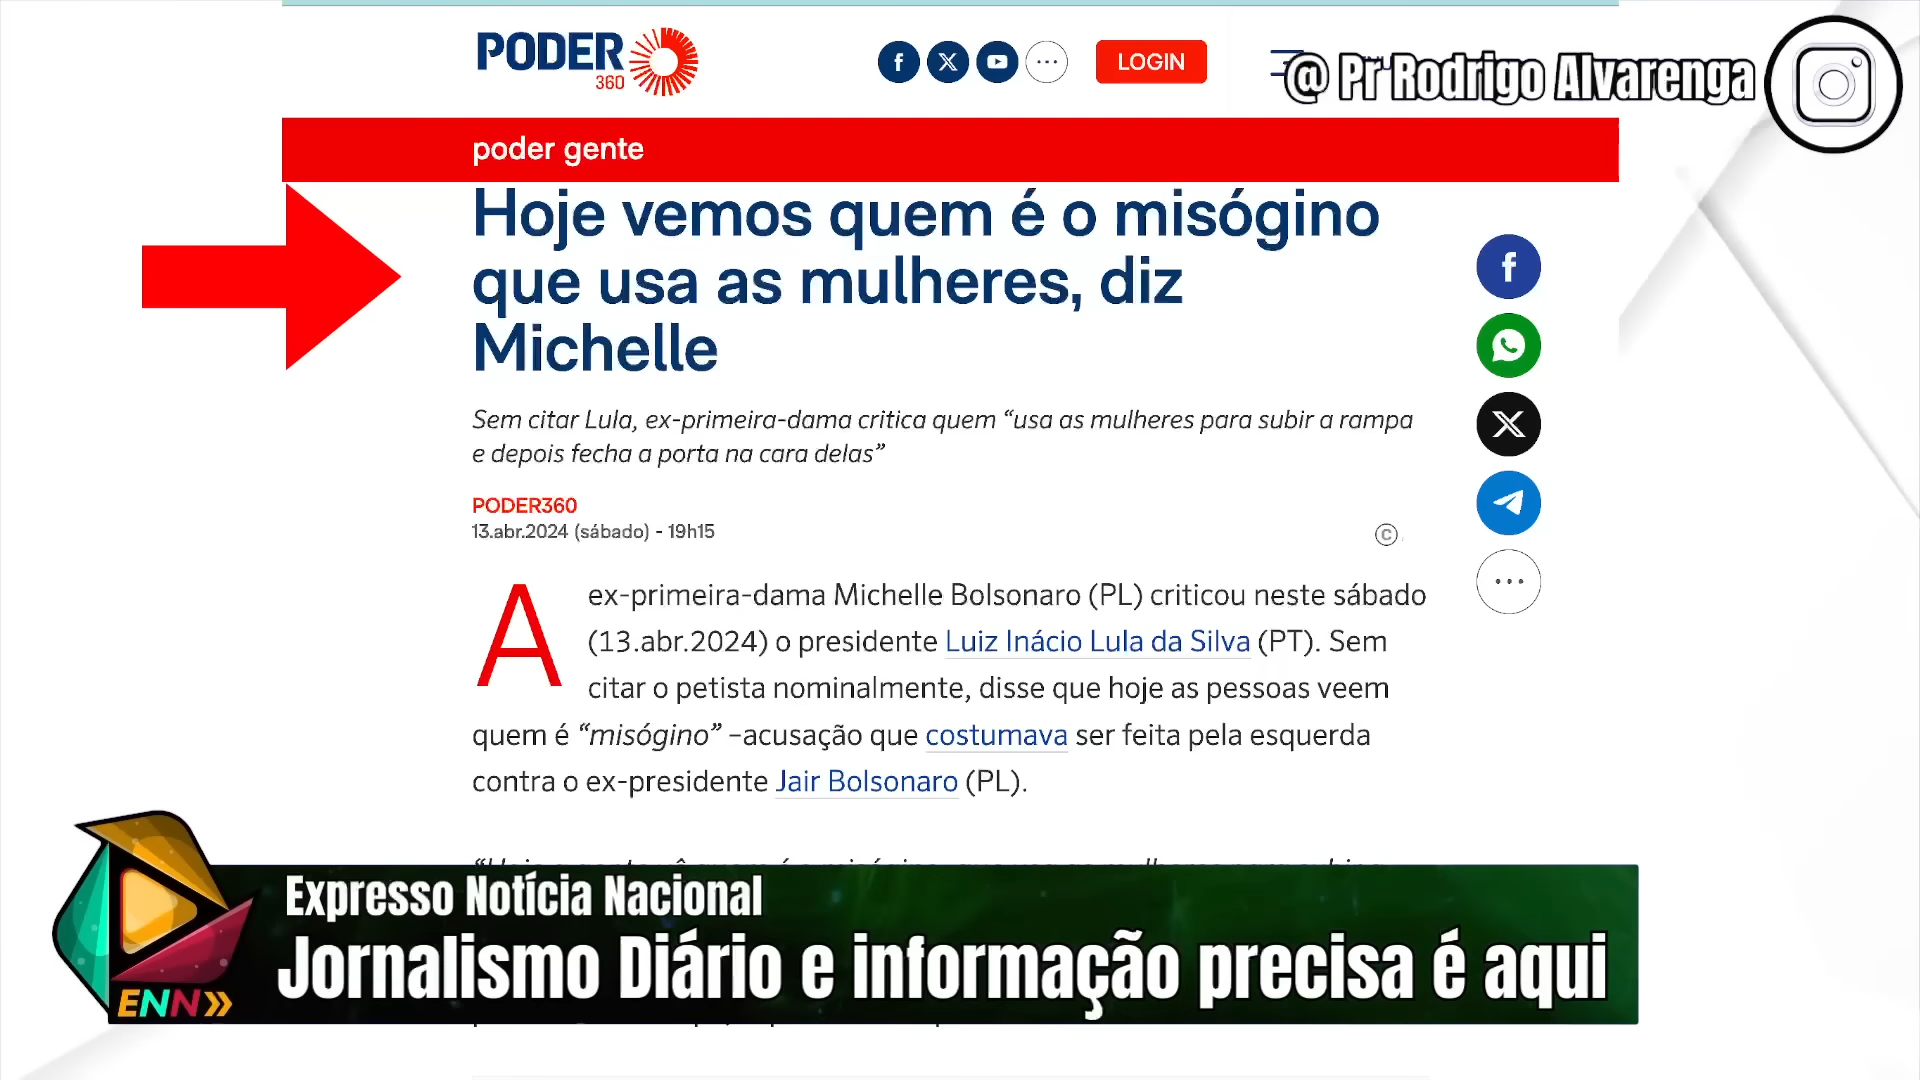 PODER
360
LOGIN
@ Pr Rodrigo Alvarenga
poder gente
Hoje vemos quem é o misógino
que usa as mulheres, diz
Michelle
Sem citar Lula, ex-primeira-dama critica quem “usa as mulheres para subir a rampa
e depois fecha a porta na cara delas”
PODER360
13.abr.2024 (sábado) - 19h15
A ex-primeira-dama Michelle Bolsonaro (PL) criticou neste sábado
(13.abr.2024) o presidente Luiz Inácio Lula da Silva (PT). Sem
citar o petista nominalmente, disse que hoje as pessoas veem
quem é “misógino” –acusação que costumava ser feita pela esquerda
contra o ex-presidente Jair Bolsonaro (PL).
Expresso Notícia Nacional
Jornalismo Diário e informação precisa é aqui
ENN